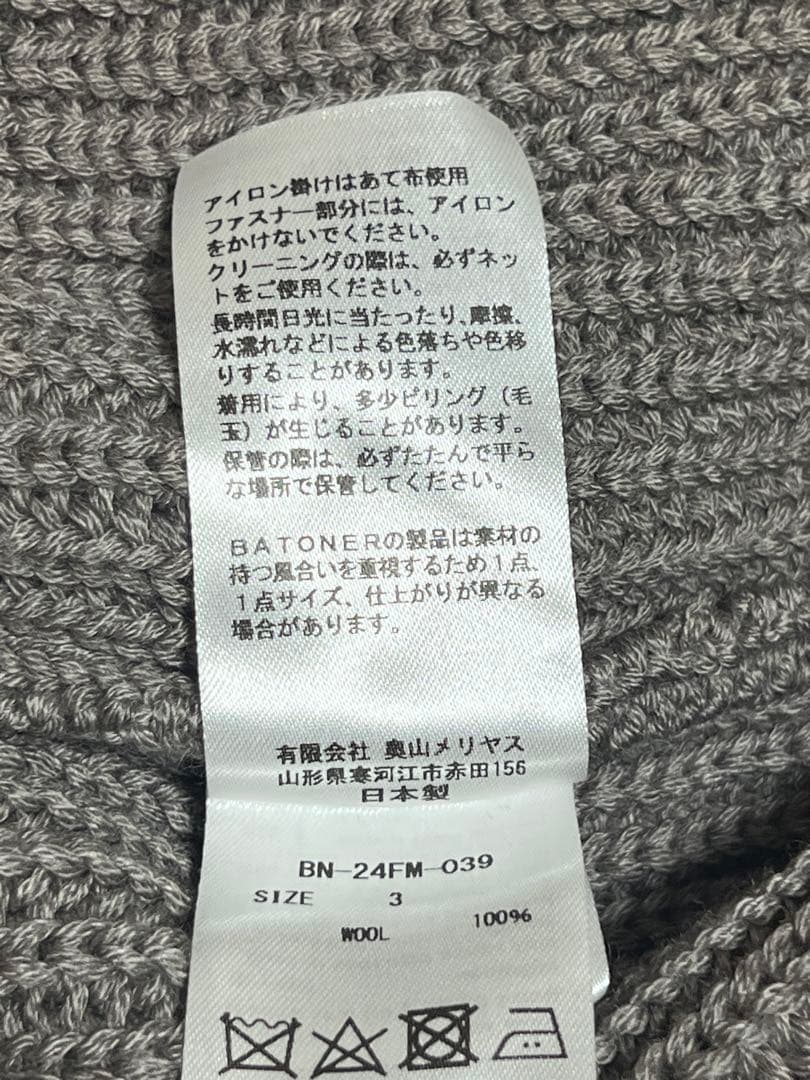 アイロン掛けはあて布使用
ファスナー部分には、アイロン
をかけないでください。
クリーニングの際は、必ずネッ
トをご使用ください。
長時間日光に当たったり、摩擦、
水濡れなどによる色落ちや色移
りすることがあります。
着用により、多少ピリング（毛
玉）が生じることがあります。
保管の際は、必ずたたんで平ら
な場所で保管してください。
BATONERの製品は素材の
持つ風合いを重視するため1点、
1点サイズ、仕上がりが異なる
場合があります。
有限会社 奥山メリヤス
山形県寒河江市赤田156
日本製
BN-24FM-039
SIZE 3
WOOL 100%